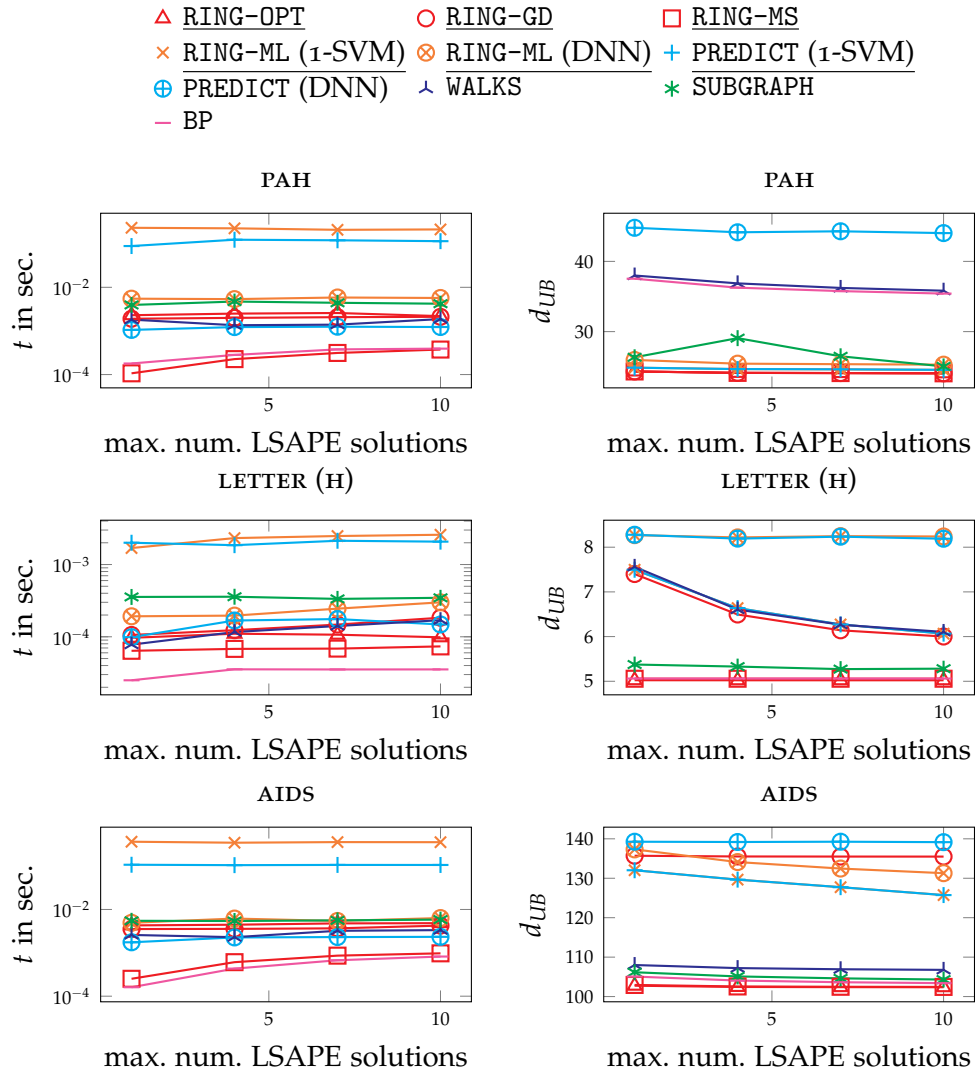 RING-OPT RING-GD RING-MS
RING-ML (1-SVM) RING-ML (DNN) PREDICT (1-SVM)
PREDICT (DNN) WALKS SUBGRAPH
BP
PAH
t in sec.
10⁻²
10⁻⁴
5 10
max. num. LSAPE solutions
PAH
d_UB
40
30
5 10
max. num. LSAPE solutions
LETTER (H)
t in sec.
10⁻³
10⁻⁴
5 10
max. num. LSAPE solutions
LETTER (H)
d_UB
8
7
6
5
5 10
max. num. LSAPE solutions
AIDS
t in sec.
10⁻²
10⁻⁴
5 10
max. num. LSAPE solutions
AIDS
d_UB
140
130
120
110
100
5 10
max. num. LSAPE solutions